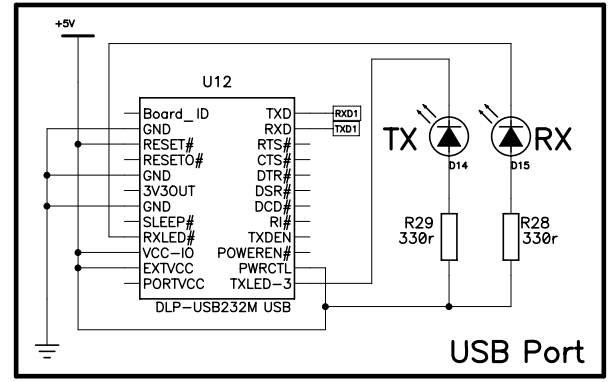 +5V
U12
Board_ID TXD RXD1
GND RXD TXD1
RESET# RTS#
RESETO# CTS#
GND DTR#
3V3OUT DSR#
GND DCD#
SLEEP# RI#
RXLED# TXDEN
VCC-IO POWEREN#
EXTVCC PWRCTL
PORTVCC TXLED-3
DLP-USB232M USB
TX RX
D14 D15
R29 R28
330r 330r
USB Port